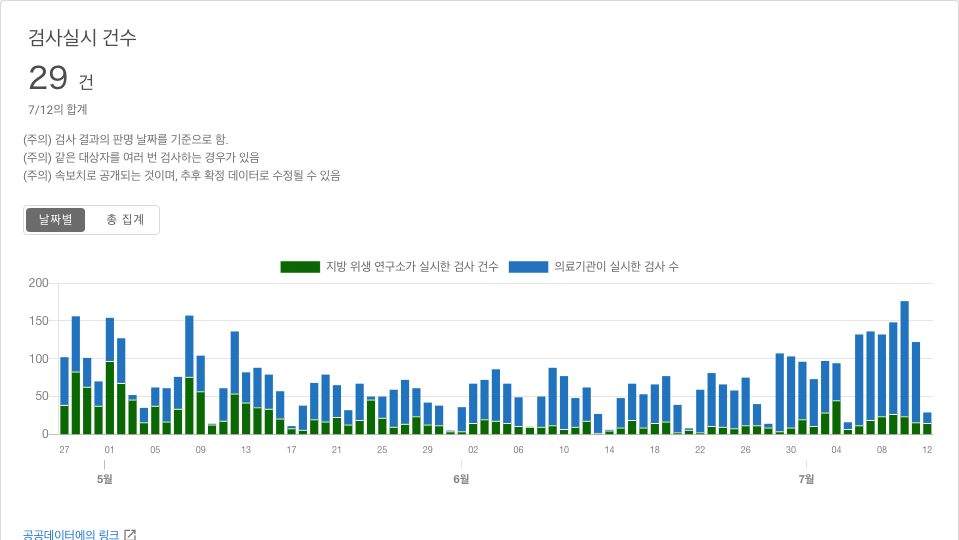 검사실시 건수
29 건
7/12의 합계
(주의) 검사 결과의 판명 날짜를 기준으로 함.
(주의) 같은 대상자를 여러 번 검사하는 경우가 있음
(주의) 속보치로 공개되는 것이며, 추후 확정 데이터로 수정될 수 있음
날짜별 총 집계
지방 위생 연구소가 실시한 검사 건수 의료기관이 실시한 검사 수
200
150
100
50
0
27 01 05 09 13 17 21 25 29 02 06 10 14 18 22 26 30 04 08 12
5월 6월 7월
공공데이터에의 링크